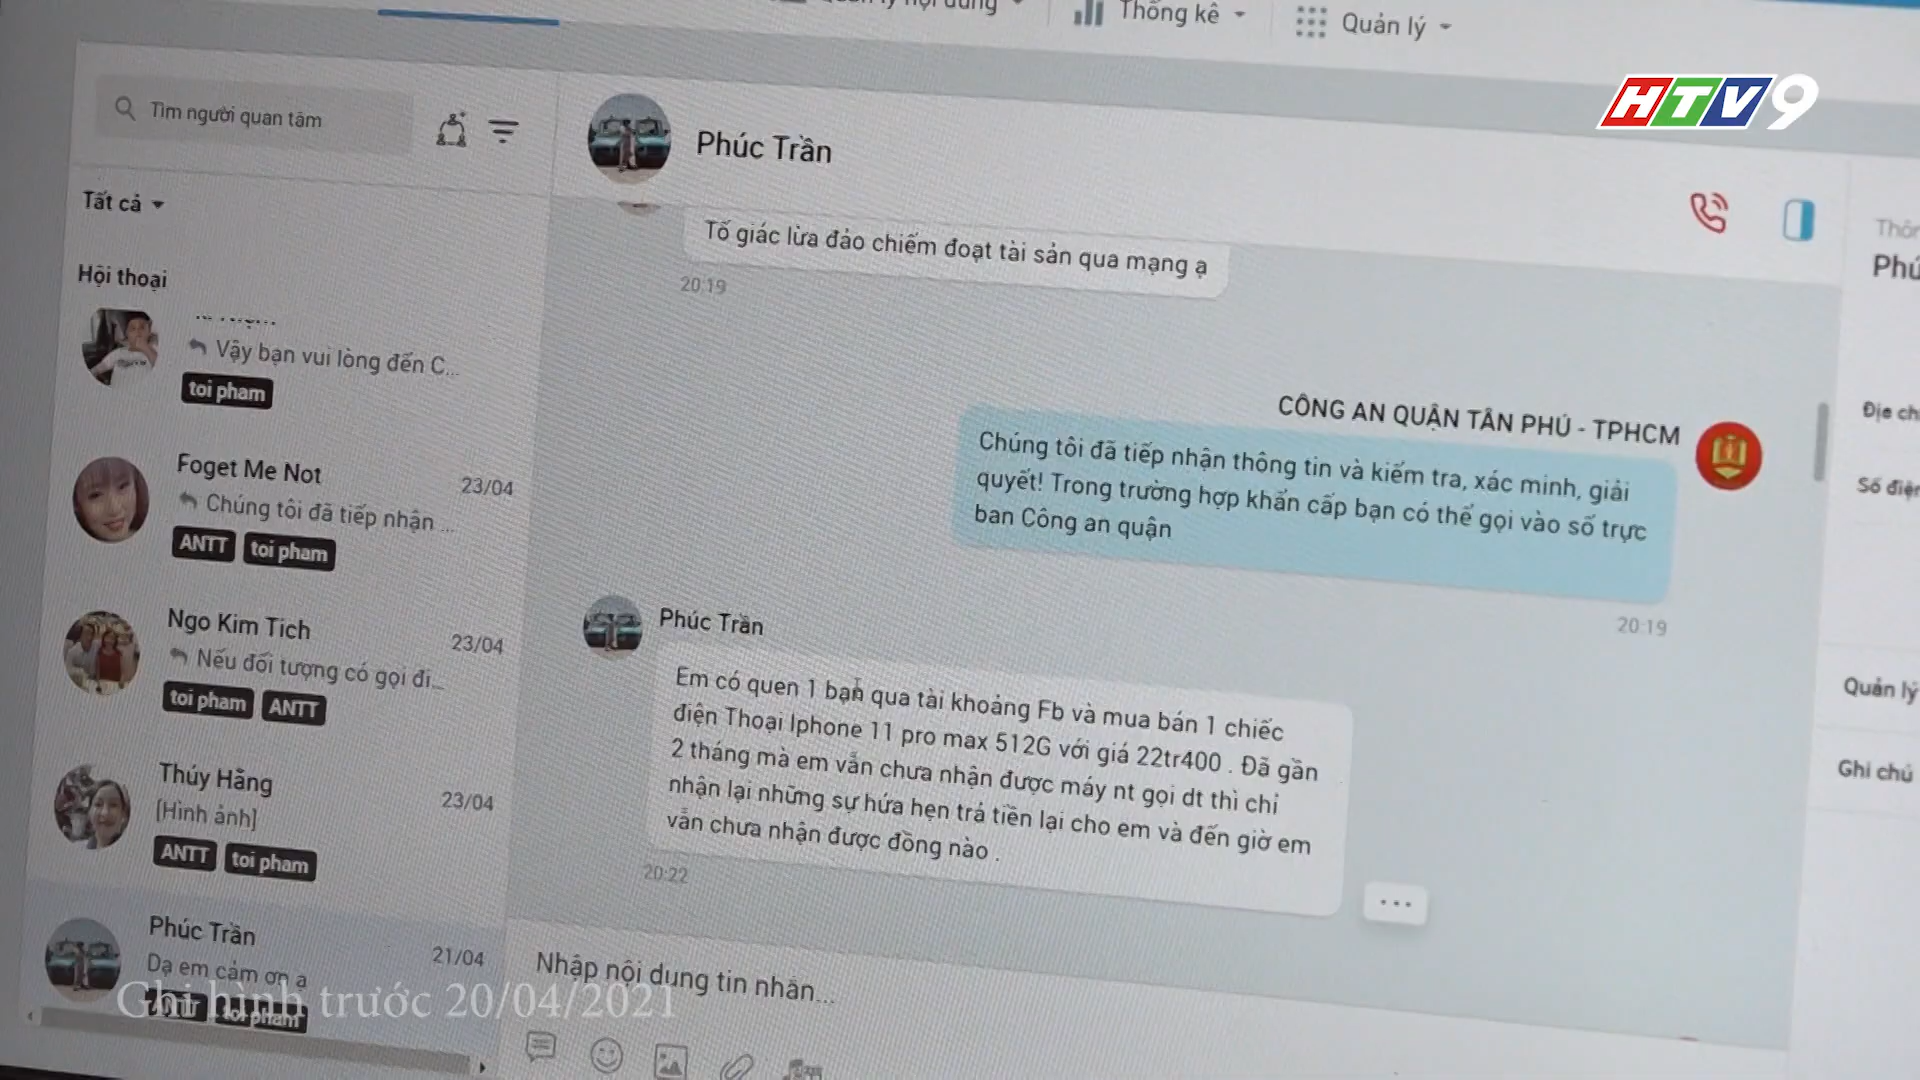 Thống kê
Quản lý
HTV9
Tìm người quan tâm
Phúc Trần
Tất cả
Hội thoại
Tố giác lừa đảo chiếm đoạt tài sản qua mạng ạ
20:19
Vậy bạn vui lòng đến C...
toi pham
Foget Me Not
23/04
Chúng tôi đã tiếp nhận ...
ANTT toi pham
Ngo Kim Tich
23/04
Nếu đối tượng có gọi đi...
toi pham ANTT
Thúy Hằng
23/04
[Hình ảnh]
ANTT toi pham
Phúc Trần
21/04
Dạ em cảm ơn ạ
ANTT toi pham
CÔNG AN QUẬN TÂN PHÚ - TPHCM
Chúng tôi đã tiếp nhận thông tin và kiểm tra, xác minh, giải
quyết! Trong trường hợp khẩn cấp bạn có thể gọi vào số trực
ban Công an quận
20:19
Phúc Trần
Em có quen 1 bạn qua tài khoảng Fb và mua bán 1 chiếc
điện Thoại Iphone 11 pro max 512G với giá 22tr400 . Đã gần
2 tháng mà em vẫn chưa nhận được máy nt gọi dt thì chỉ
nhận lại những sự hứa hẹn trả tiền lại cho em và đến giờ em
vẫn chưa nhận được đồng nào .
20:22
Nhập nội dung tin nhắn...
Quản lý
Ghi chú
Ghi hình trước 20/04/2021